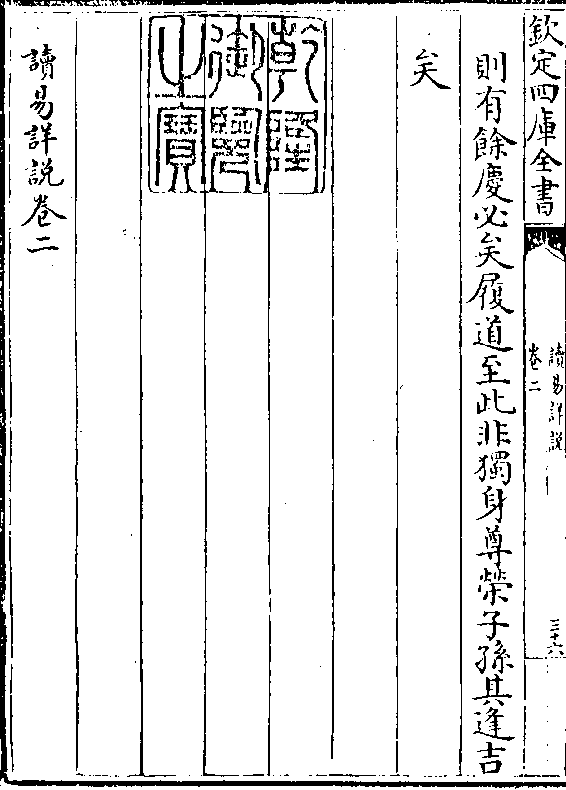 欽定四庫全書
讀易詳說
卷二
三十六
則有餘慶必矣履道至此非獨身尊榮子孫其逢吉
矣
乾隆
御覽
之寶
讀易詳說卷二